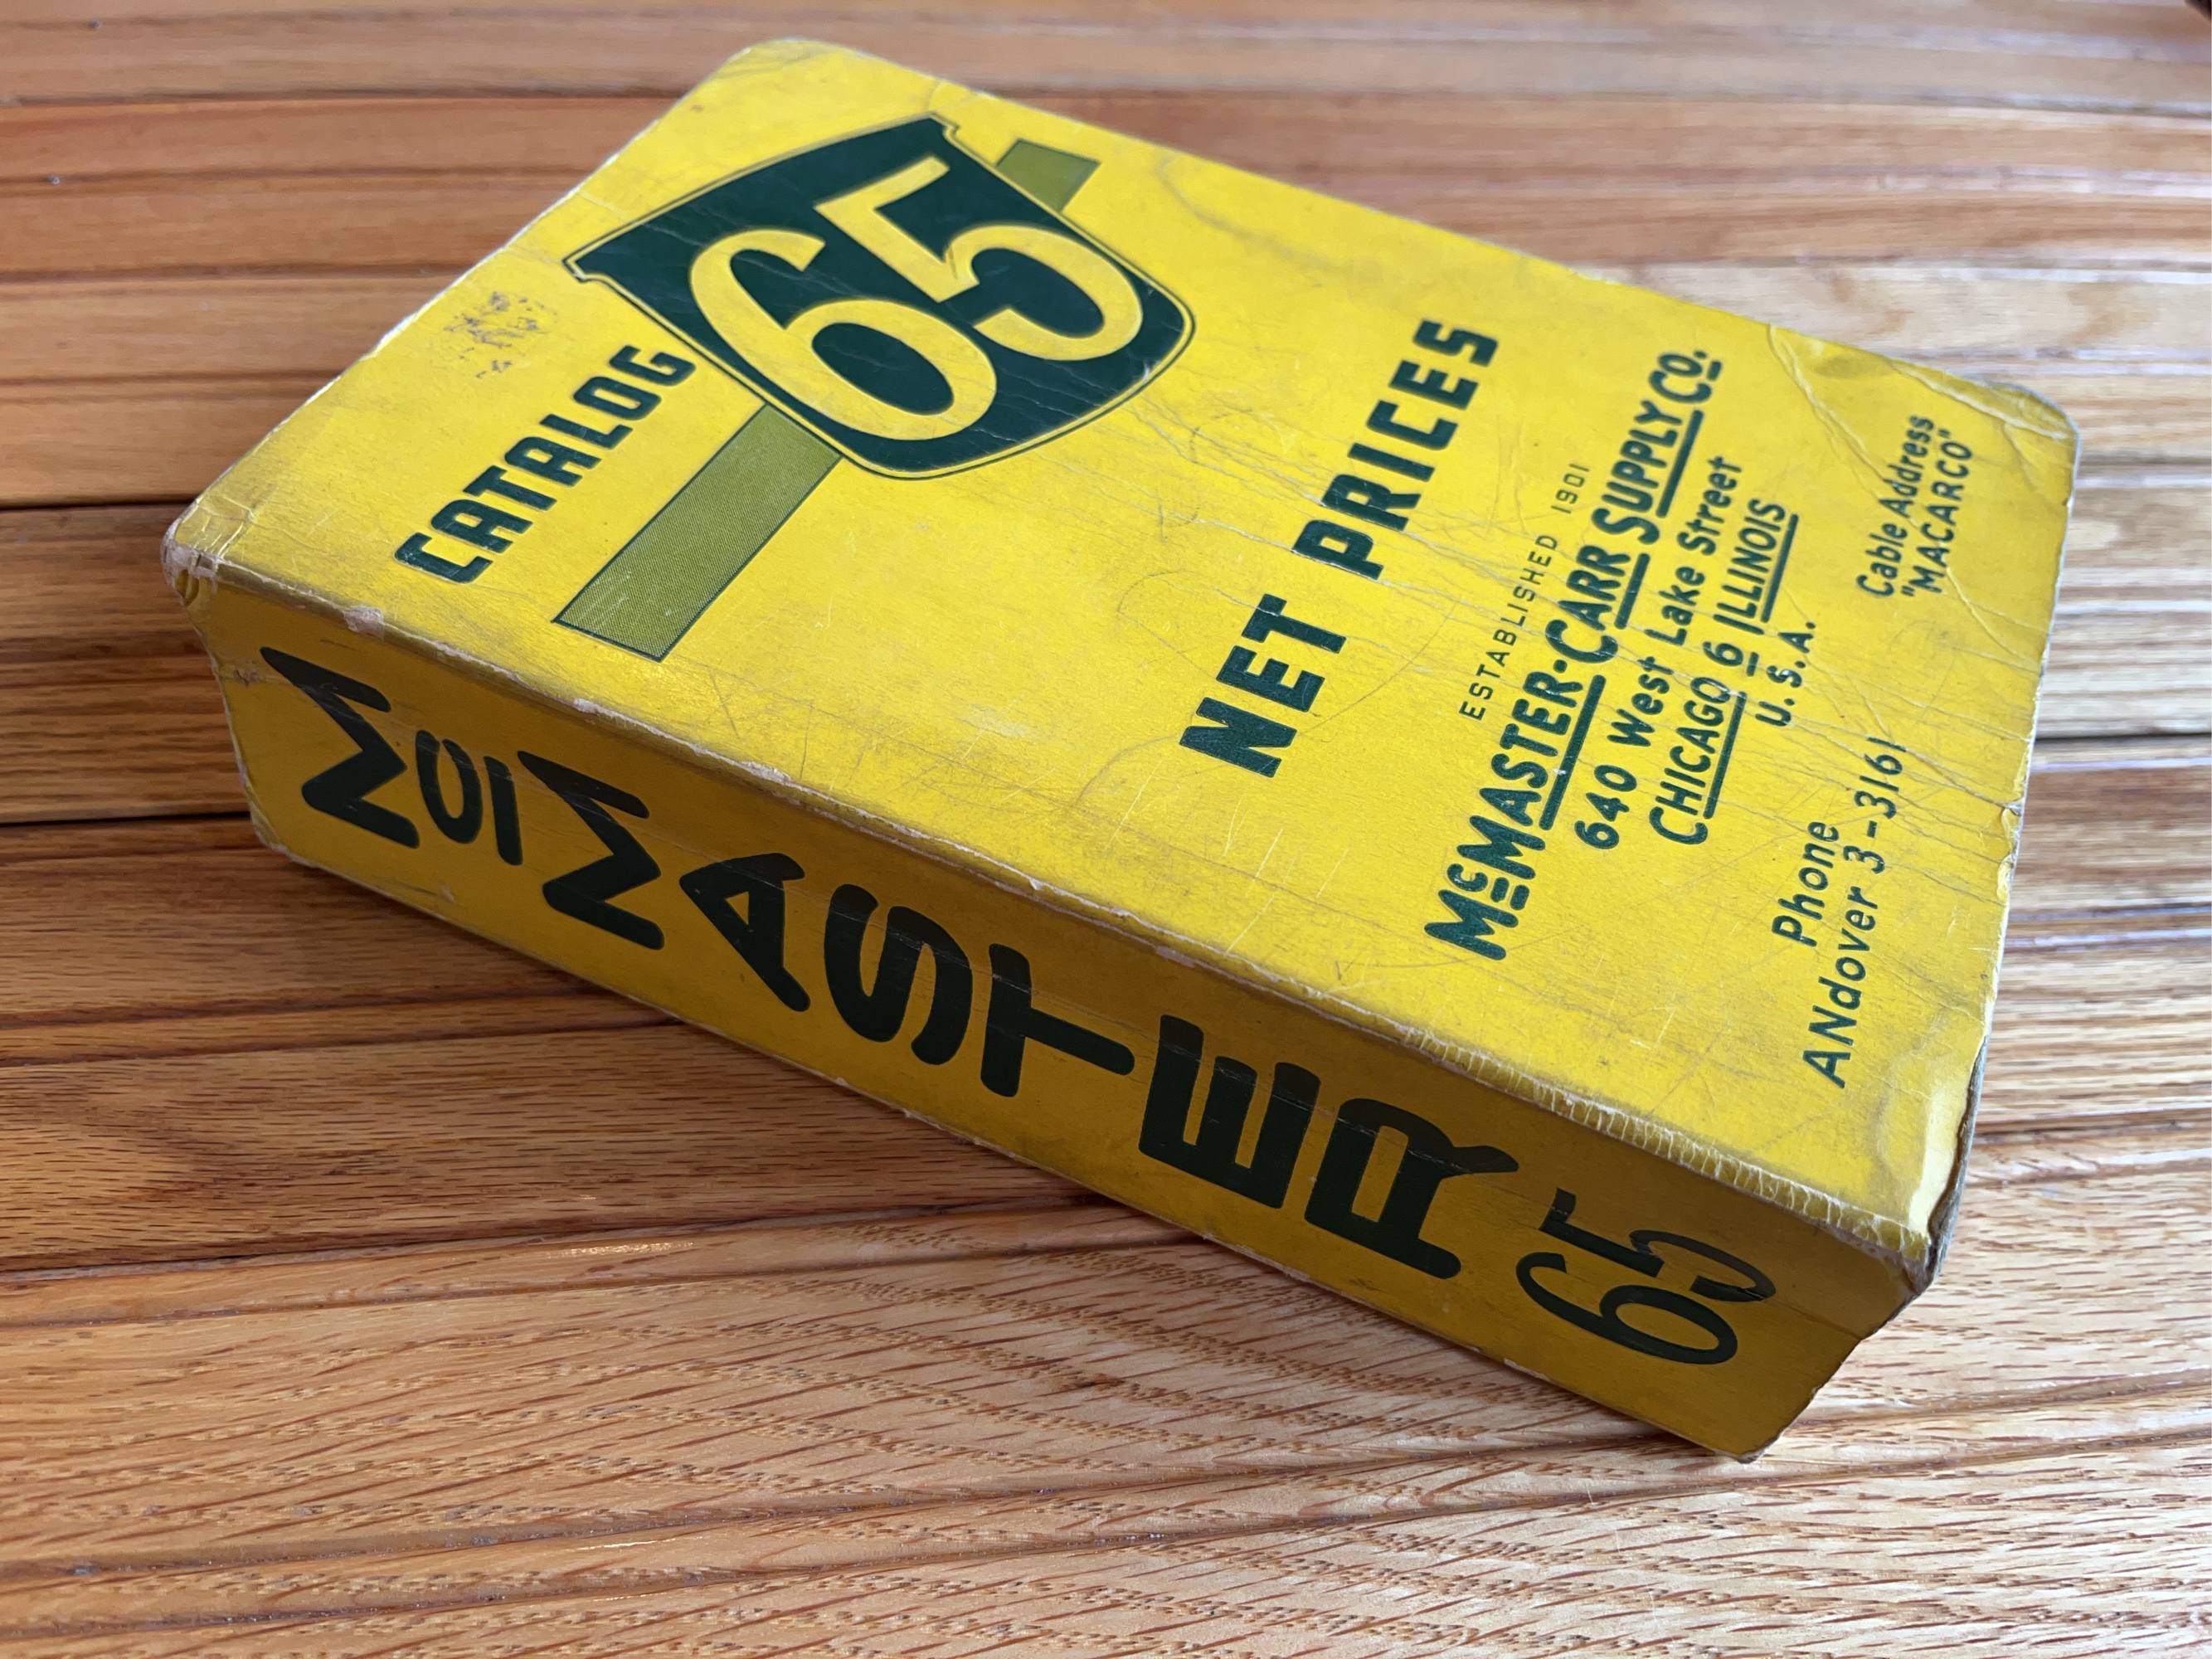 CATALOG
65
NET PRICES
ESTABLISHED 1901
McMASTER-CARR SUPPLY CO.
640 West Lake Street
CHICAGO 6 ILLINOIS
U.S.A.
Phone
ANdover 3-3161
Cable Address
"MACARCO"
McMASTER
65